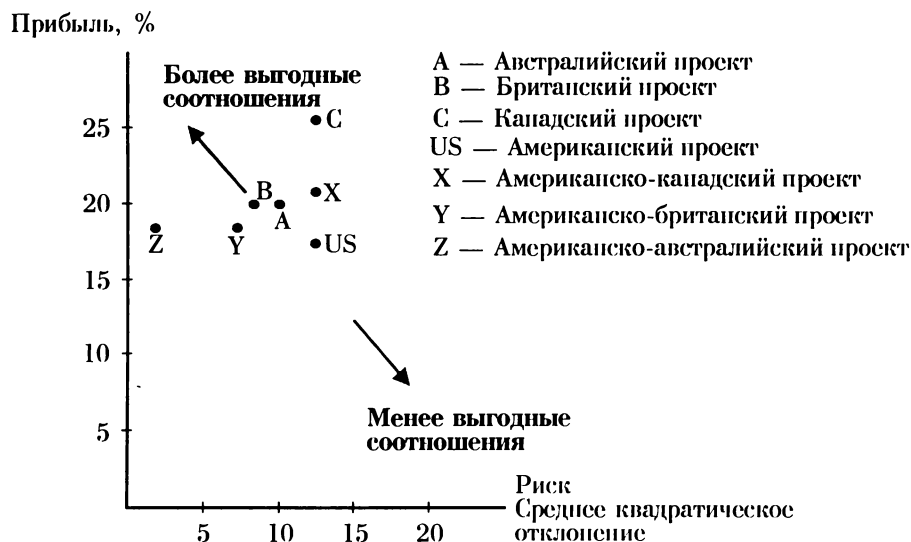 Прибыль, %
Более выгодные
соотношения
A — Австралийский проект
B — Британский проект
C — Канадский проект
US — Американский проект
X — Американско-канадский проект
Y — Американско-британский проект
Z — Американско-австралийский проект
25
20
15
10
5
C
B
X
A
Z
Y
US
Менее выгодные
соотношения
5
10
15
20
Риск
Среднее квадратическое
отклонение